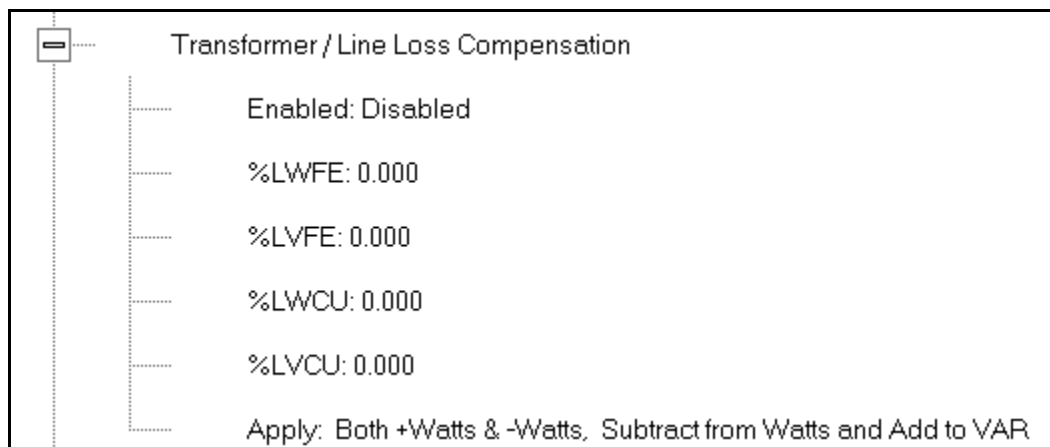 Transformer / Line Loss Compensation
Enabled: Disabled
%LWFE: 0.000
%LVFE: 0.000
%LWCU: 0.000
%LVCU: 0.000
Apply: Both +Watts & -Watts, Subtract from Watts and Add to VAR